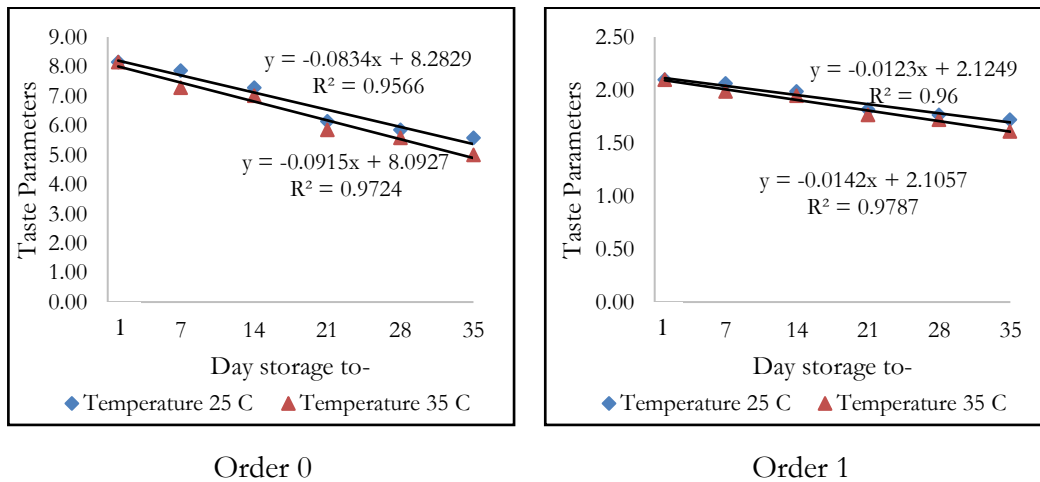 9.00
8.00
7.00
6.00
5.00
4.00
3.00
2.00
1.00
0.00
Taste Parameters
y = -0.0834x + 8.2829
R² = 0.9566
y = -0.0915x + 8.0927
R² = 0.9724
1 7 14 21 28 35
Day storage to-
Temperature 25 C Temperature 35 C
Order 0
2.50
2.00
1.50
1.00
0.50
0.00
Taste Parameters
y = -0.0123x + 2.1249
R² = 0.96
y = -0.0142x + 2.1057
R² = 0.9787
1 7 14 21 28 35
Day storage to-
Temperature 25 C Temperature 35 C
Order 1